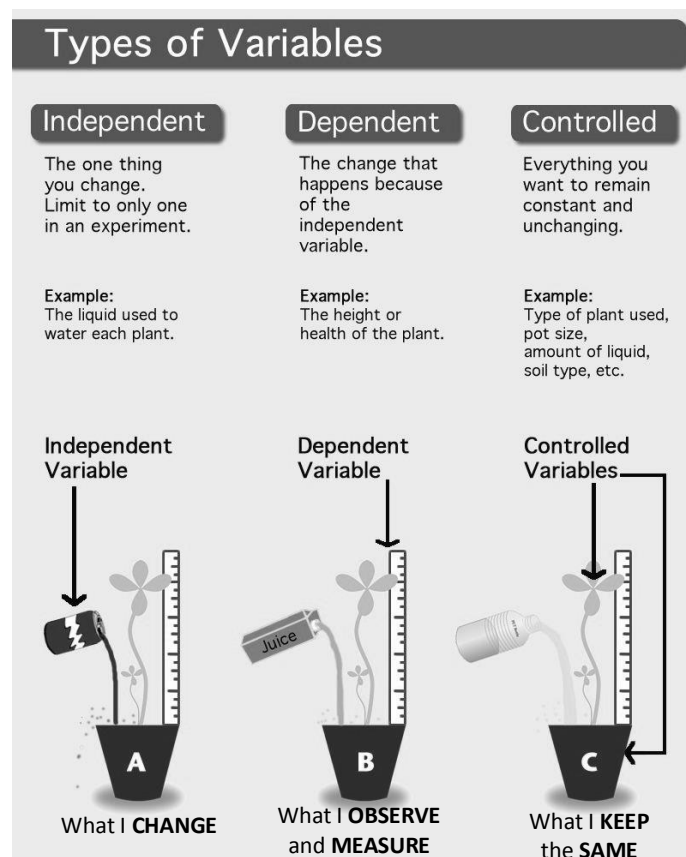 Types of Variables
Independent
The one thing
you change.
Limit to only one
in an experiment.
Example:
The liquid used to
water each plant.
Dependent
The change that
happens because
of the
independent
variable.
Example:
The height or
health of the plant.
Controlled
Everything you
want to remain
constant and
unchanging.
Example:
Type of plant used,
pot size,
amount of liquid,
soil type, etc.
Independent
Variable
Dependent
Variable
Controlled
Variables
Juice
A
B
C
What I CHANGE
What I OBSERVE
and MEASURE
What I KEEP
the SAME